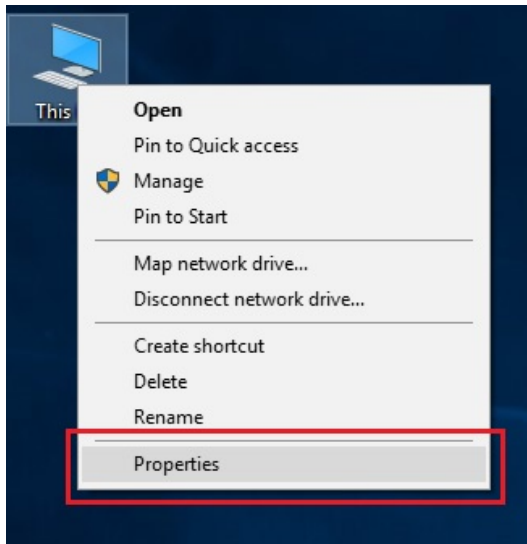 This
Open
Pin to Quick access
Manage
Pin to Start
Map network drive...
Disconnect network drive...
Create shortcut
Delete
Rename
Properties